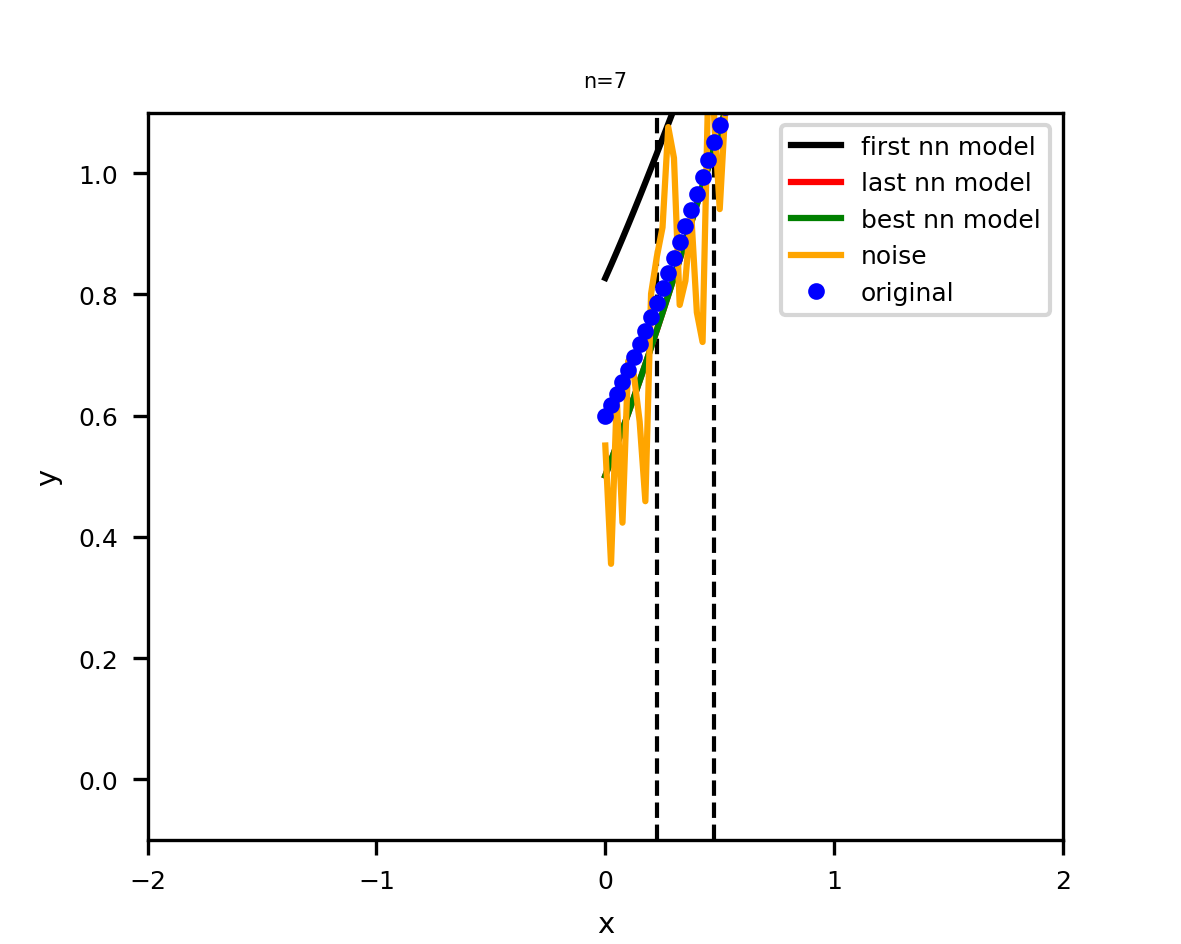 n=7
first nn model
last nn model
best nn model
noise
original
1.0
0.8
0.6
0.4
0.2
0.0
y
−2
−1
0
1
2
x